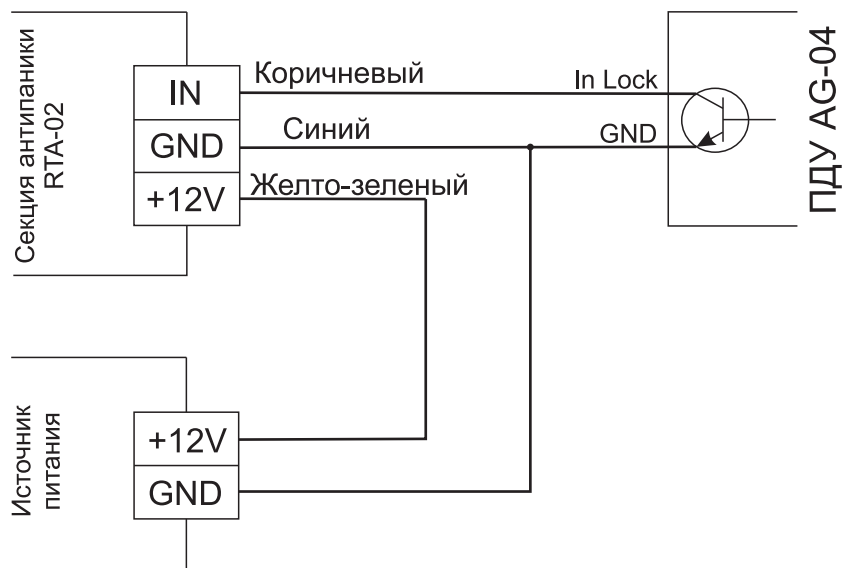 Секция антипаники
RTA-02
IN
GND
+12V
Коричневый
Синий
Желто-зеленый
In Lock
GND
ПДУ AG-04
Источник
питания
+12V
GND